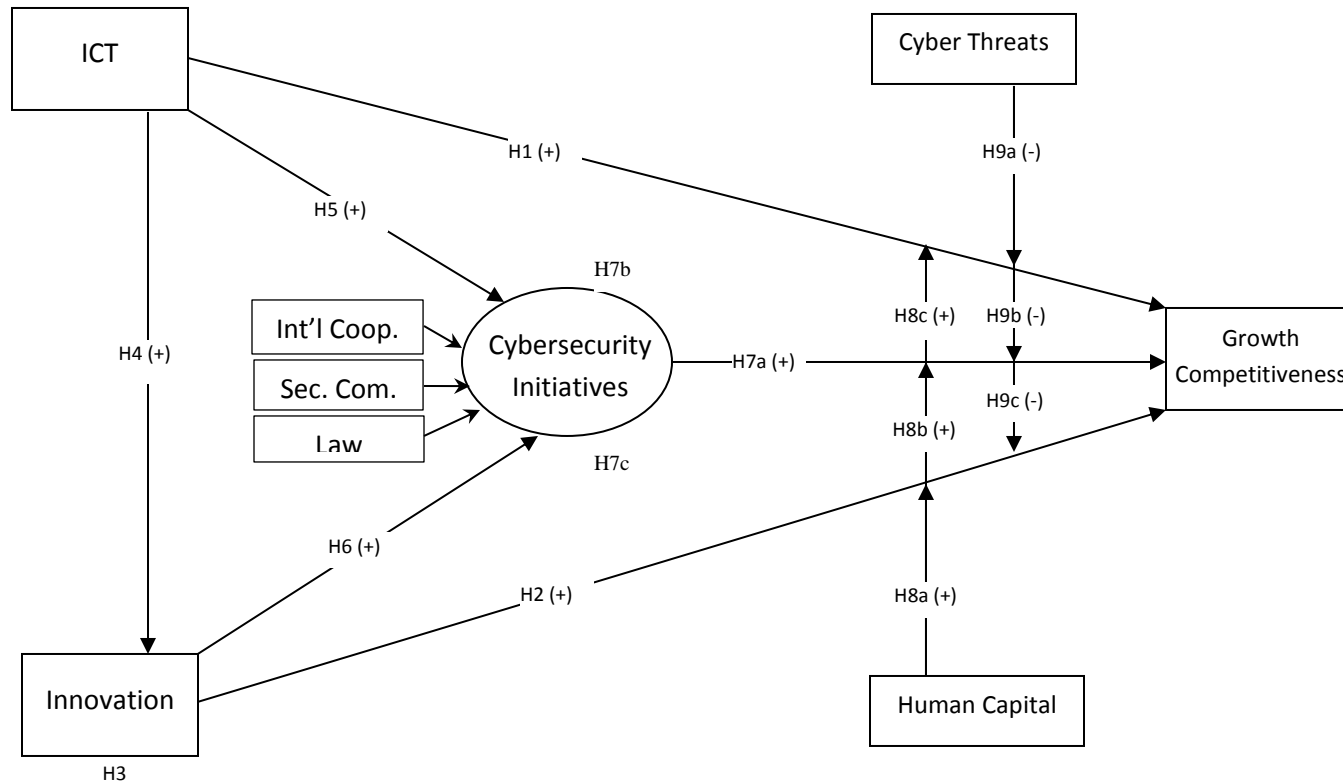 ICT
Cyber Threats
H1 (+)
H9a (-)
H5 (+)
H7b
Int'l Coop.
H8c (+)
H9b (-)
H4 (+)
Cybersecurity
Initiatives
H7a (+)
Growth
Competitiveness
Sec. Com.
H9c (-)
Law
H8b (+)
H7c
H6 (+)
H2 (+)
H8a (+)
Innovation
Human Capital
H3